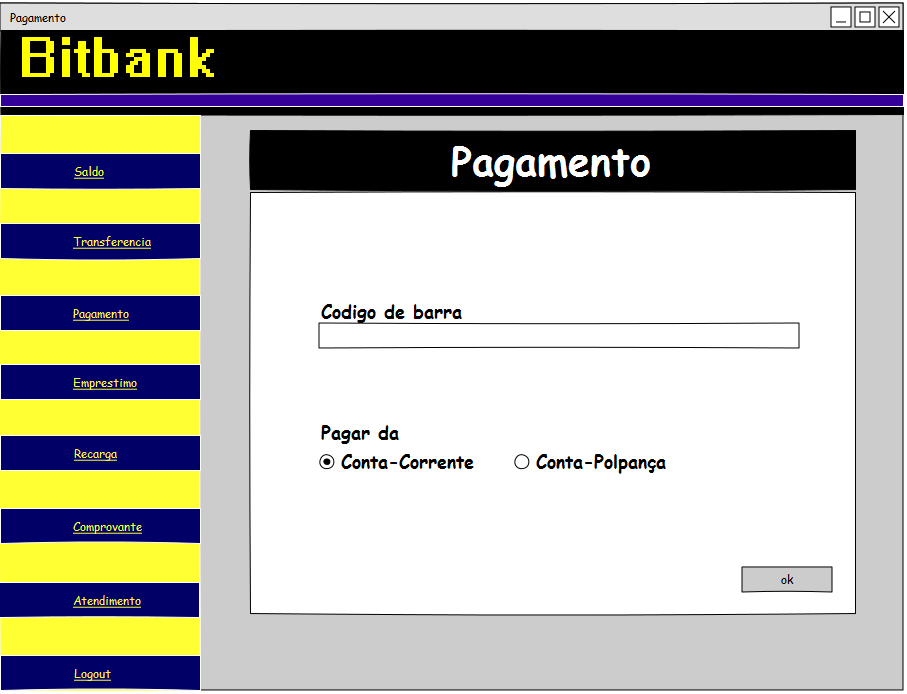 Pagamento
Bitbank
Saldo
Transferencia
Pagamento
Emprestimo
Recarga
Comprovante
Atendimento
Logout
Pagamento
Codigo de barra
Pagar da
Conta-Corrente Conta-Polpança
ok